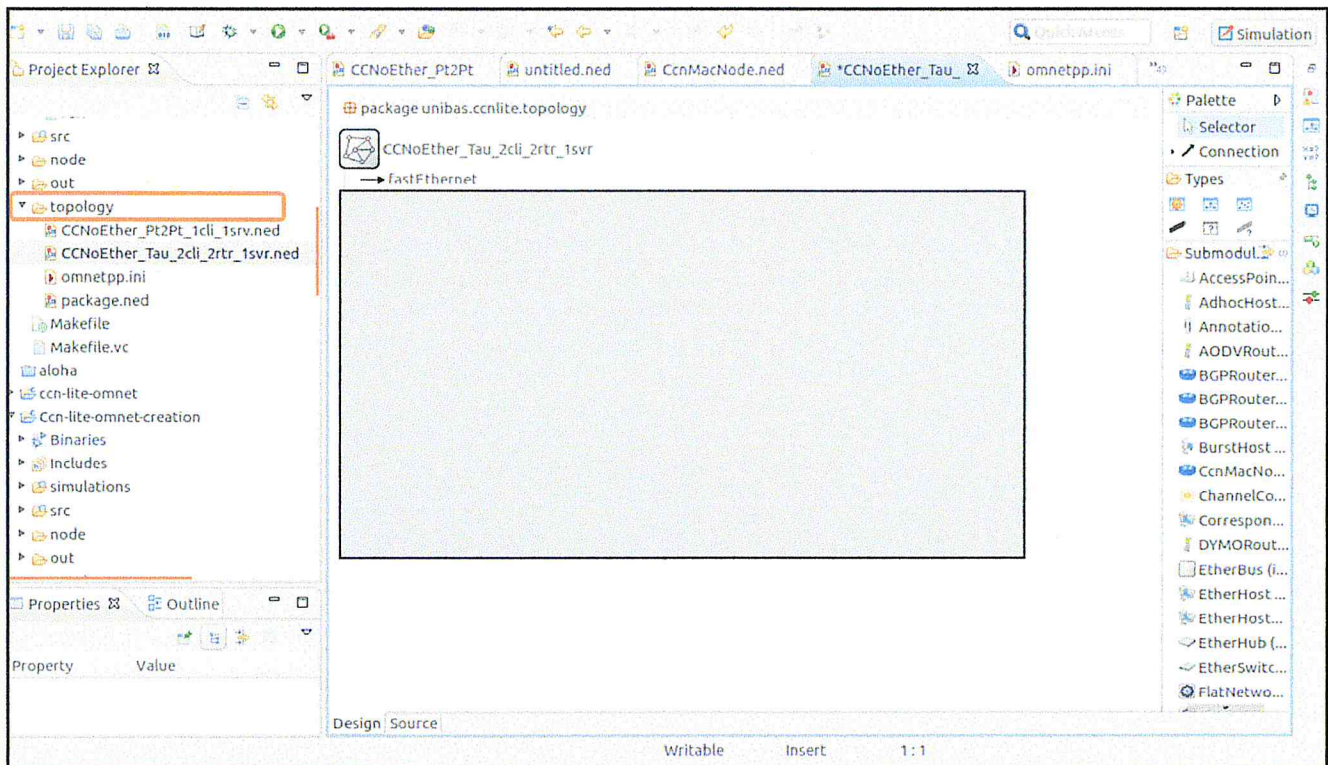 Simulation
Project Explorer
CCNoEther_Pt2Pt
untitled.ned
CcnMacNode.ned
*CCNoEther_Tau_
omnetpp.ini
src
node
out
topology
CCNoEther_Pt2Pt_1cli_1srv.ned
CCNoEther_Tau_2cli_2rtr_1svr.ned
omnetpp.ini
package.ned
Makefile
Makefile.vc
aloha
ccn-lite-omnet
Ccn-lite-omnet-creation
Binaries
Includes
simulations
src
node
out
Properties
Outline
Property Value
package unibas.ccnlite.topology
CCNoEther_Tau_2cli_2rtr_1svr
fastEthernet
Design Source
Writable Insert 1:1
Palette
Selector
Connection
Types
Submodul...
AccessPoin...
AdhocHost...
Annotatio...
AODVRout...
BGPRouter...
BGPRouter...
BGPRouter...
BurstHost...
CcnMacNo...
ChannelCo...
Correspon...
DYMORout...
EtherBus (i...
EtherHost...
EtherHost...
EtherHub (...
EtherSwitc...
FlatNetwo...